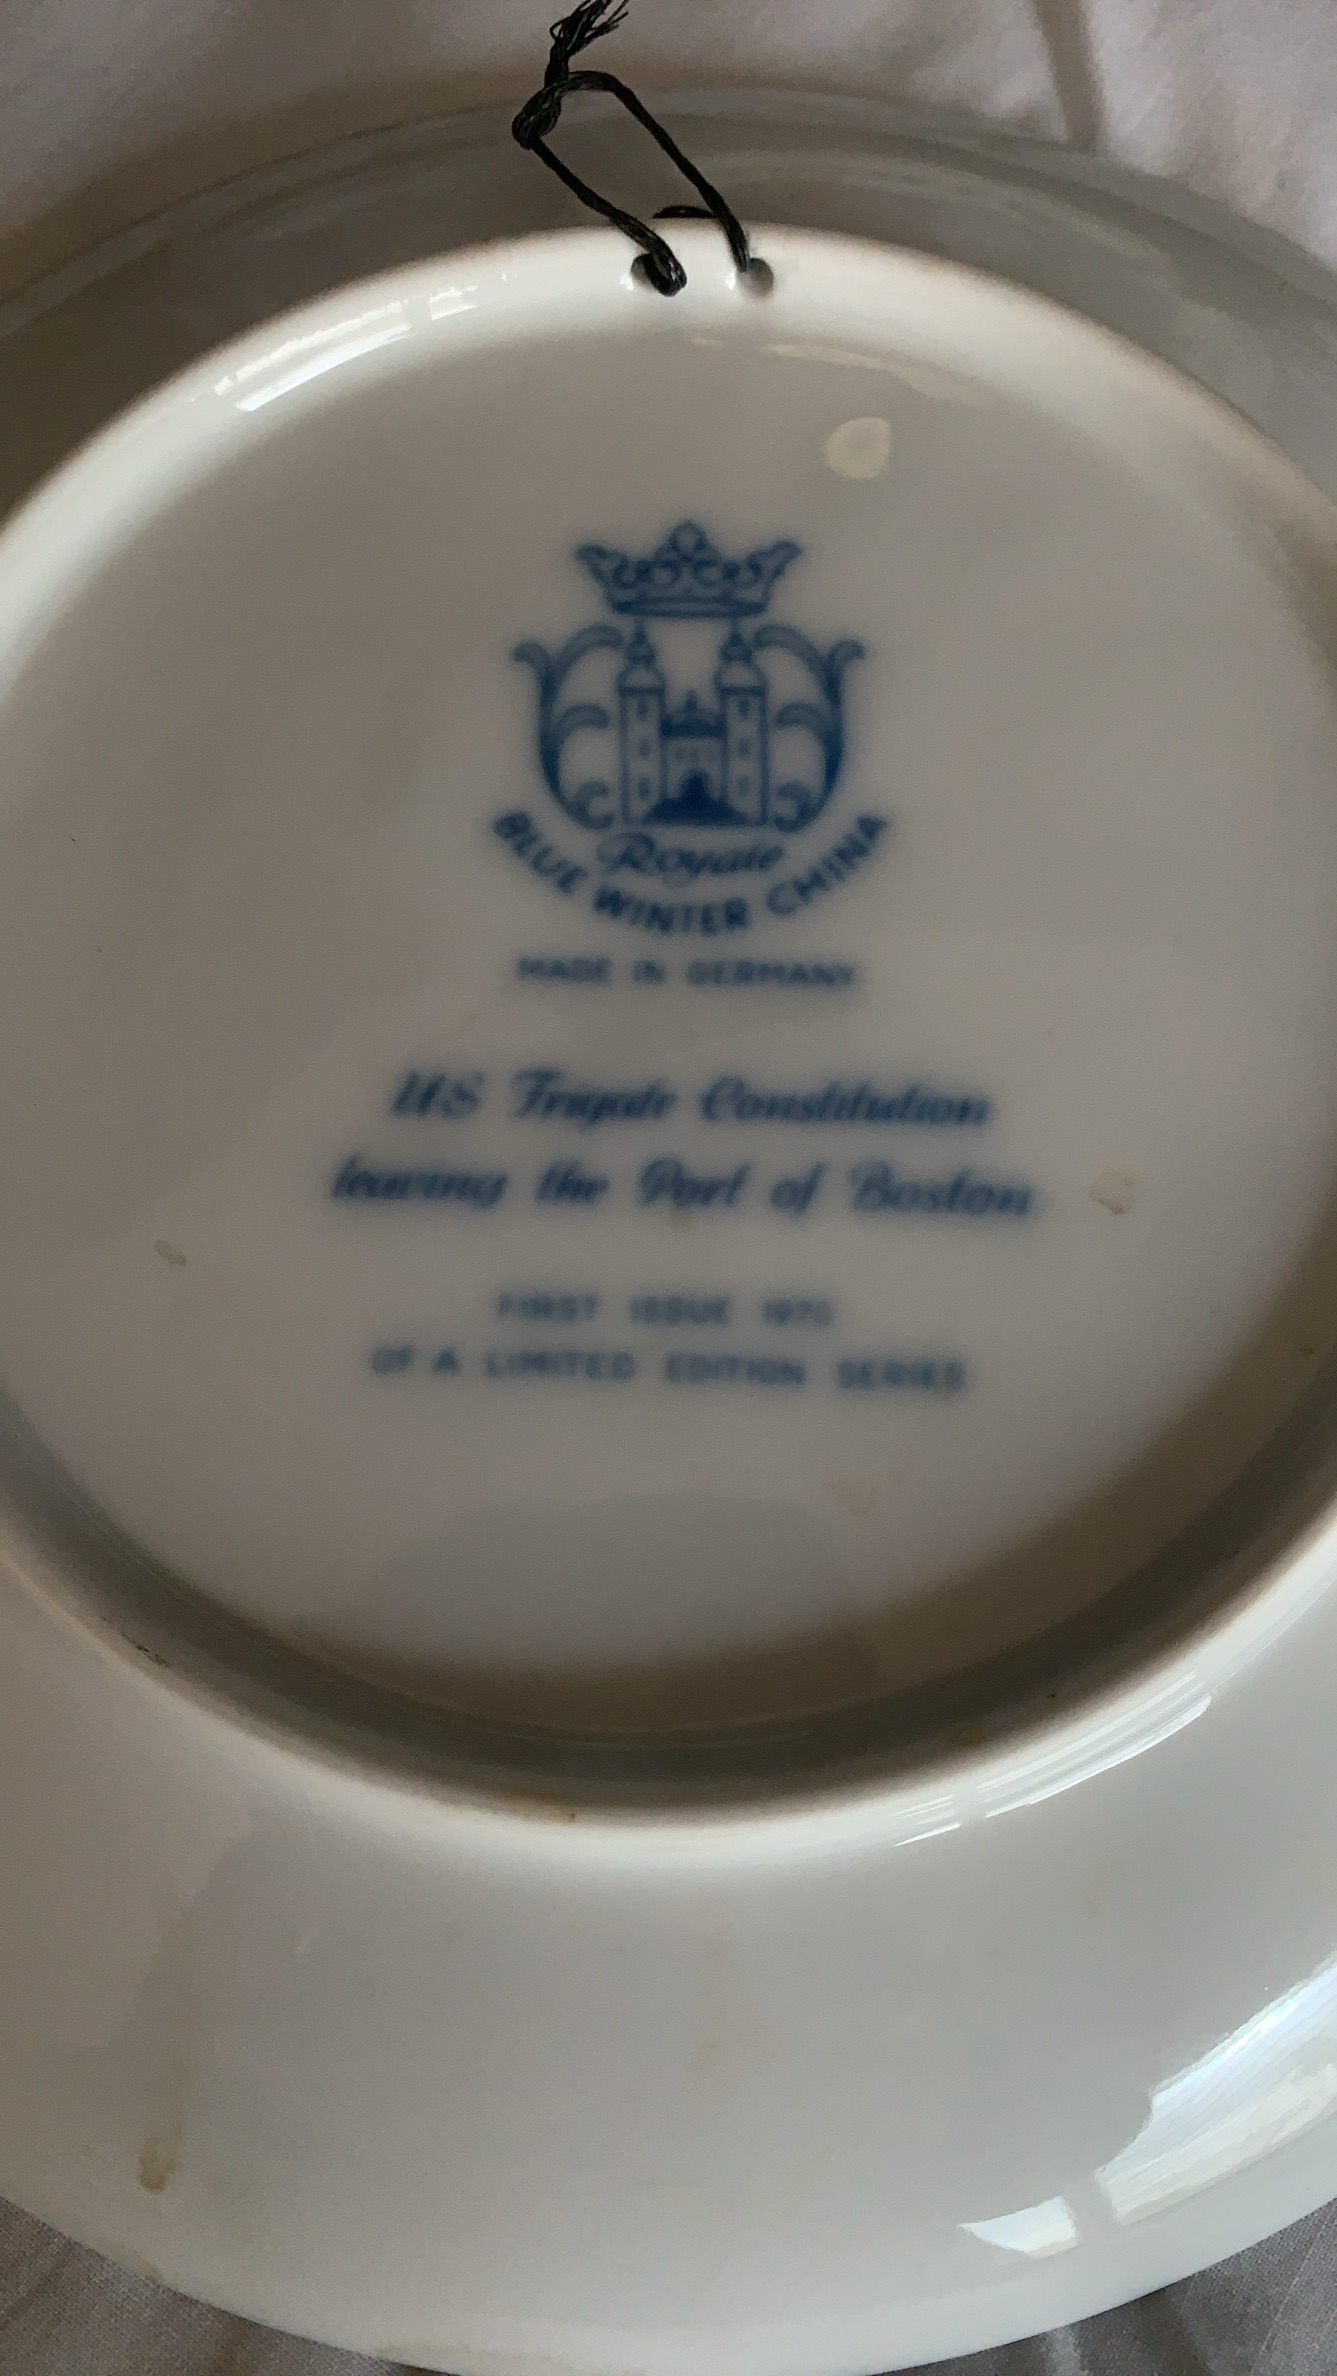 Royale
BLUE WINTER CHINA
MADE IN GERMANY
US Frigate Constitution
leaving the Port of Boston
FIRST ISSUE
OF A LIMITED EDITION SERIES